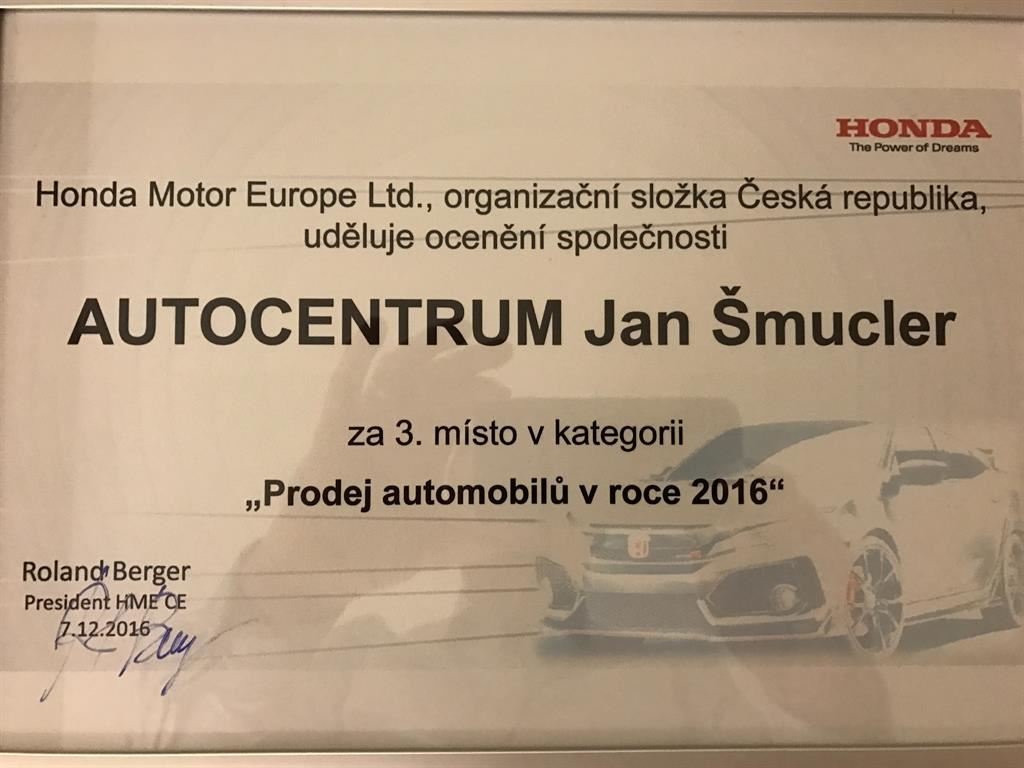 HONDA
The Power of Dreams
Honda Motor Europe Ltd., organizační složka Česká republika,
uděluje ocenění společnosti
AUTOCENTRUM Jan Šmucler
za 3. místo v kategorii
„Prodej automobilů v roce 2016“
Roland Berger
President HME CE
7.12.2016